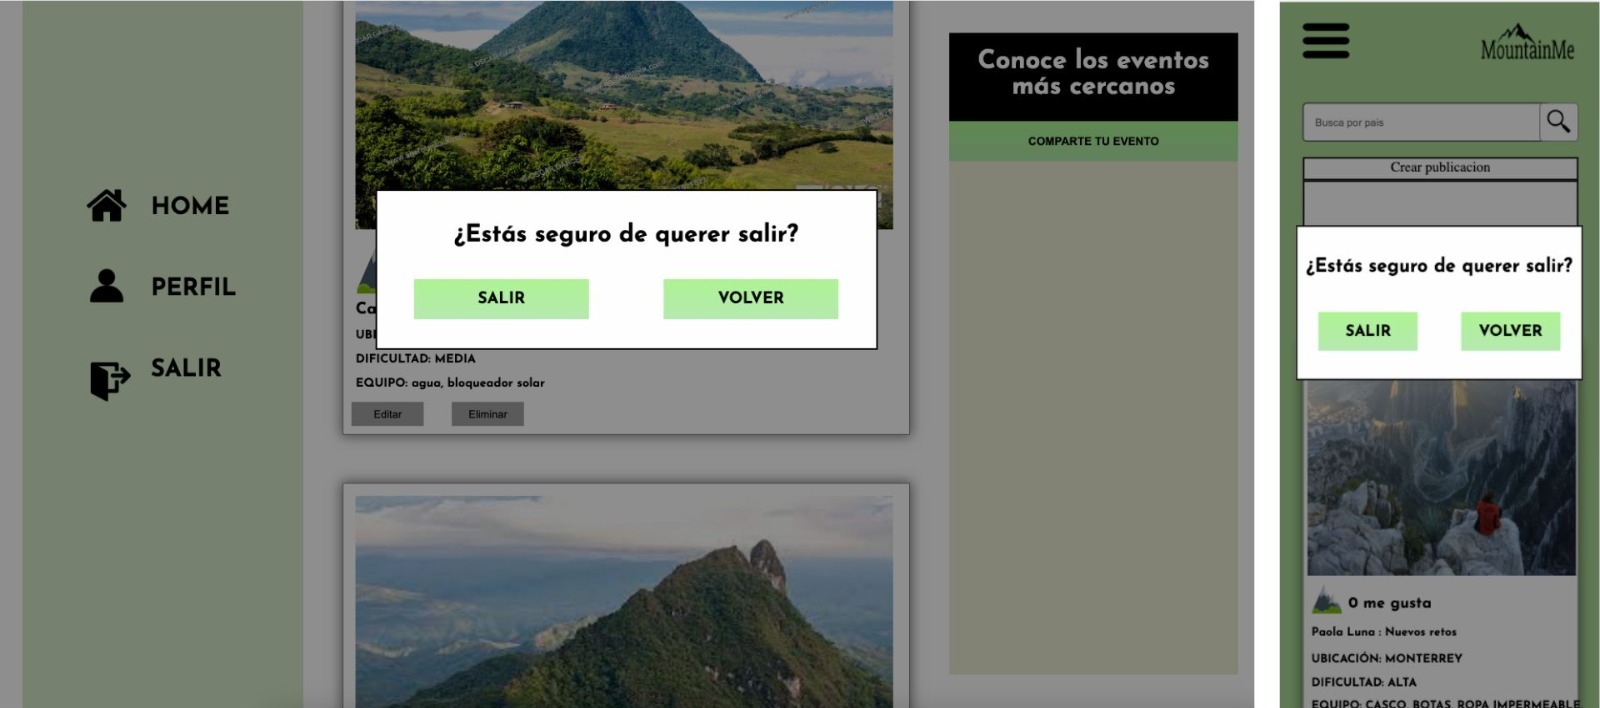 HOME
PERFIL
SALIR
¿Estás seguro de querer salir?
SALIR
VOLVER
Ca
UBI
DIFICULTAD: MEDIA
EQUIPO: agua, bloqueador solar
Editar
Eliminar
Conoce los eventos
más cercanos
COMPARTE TU EVENTO
MountainMe
Busca por pais
Crear publicacion
¿Estás seguro de querer salir?
SALIR
VOLVER
0 me gusta
Paola Luna : Nuevos retos
UBICACIÓN: MONTERREY
DIFICULTAD: ALTA
EQUIPO: CASCO, BOTAS, ROPA IMPERMEABLE